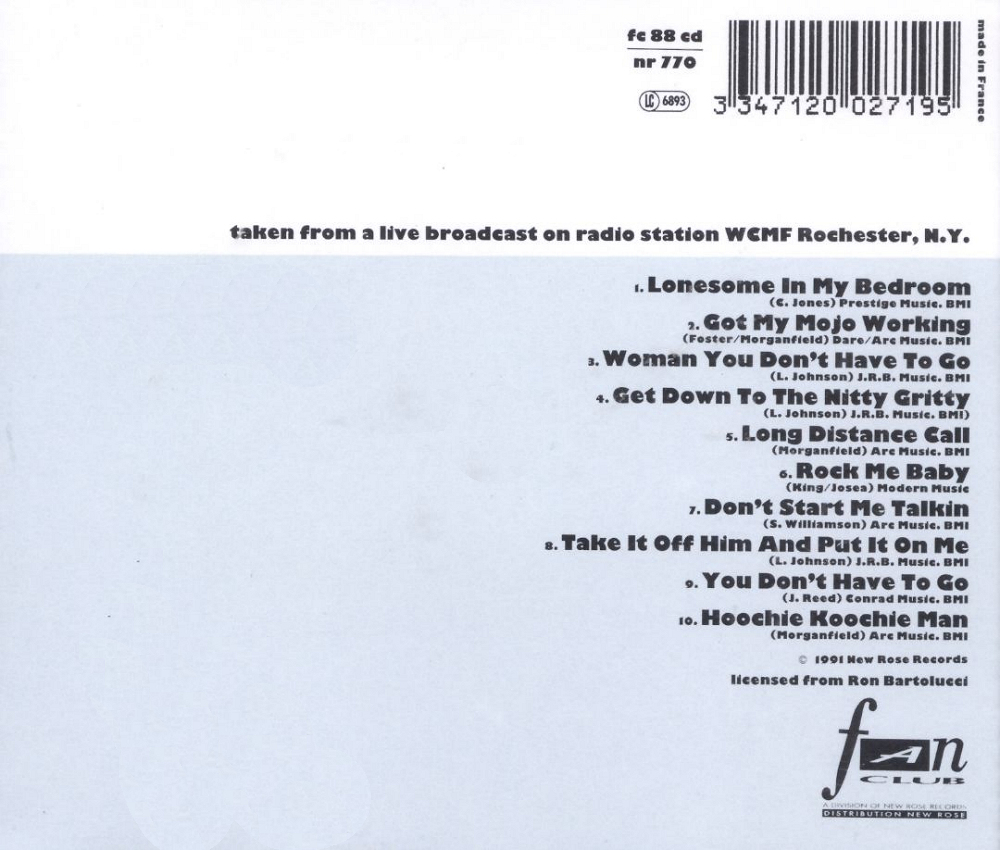 fc 88 cd
nr 770
LC 6893
3 347120 027195
made in France
taken from a live broadcast on radio station WCMF Rochester, N.Y.
1. Lonesome In My Bedroom
(C. Jones) Prestige Music. BMI
2. Got My Mojo Working
(Foster/Morganfield) Dare/Arc Music. BMI
3. Woman You Don't Have To Go
(L. Johnson) J.R.B. Music. BMI
4. Get Down To The Nitty Gritty
(L. Johnson) J.R.B. Music. BMI)
5. Long Distance Call
(Morganfield) Arc Music. BMI
6. Rock Me Baby
(King/Josea) Modern Music
7. Don't Start Me Talkin
(S. Williamson) Arc Music. BMI
8. Take It Off Him And Put It On Me
(L. Johnson) J.R.B. Music. BMI
9. You Don't Have To Go
(J. Reed) Conrad Music. BMI
10. Hoochie Koochie Man
(Morganfield) Arc Music. BMI
© 1991 New Rose Records
licensed from Ron Bartolucci
fAn
CLUB
A DIVISION OF NEW ROSE RECORDS
DISTRIBUTION NEW ROSE